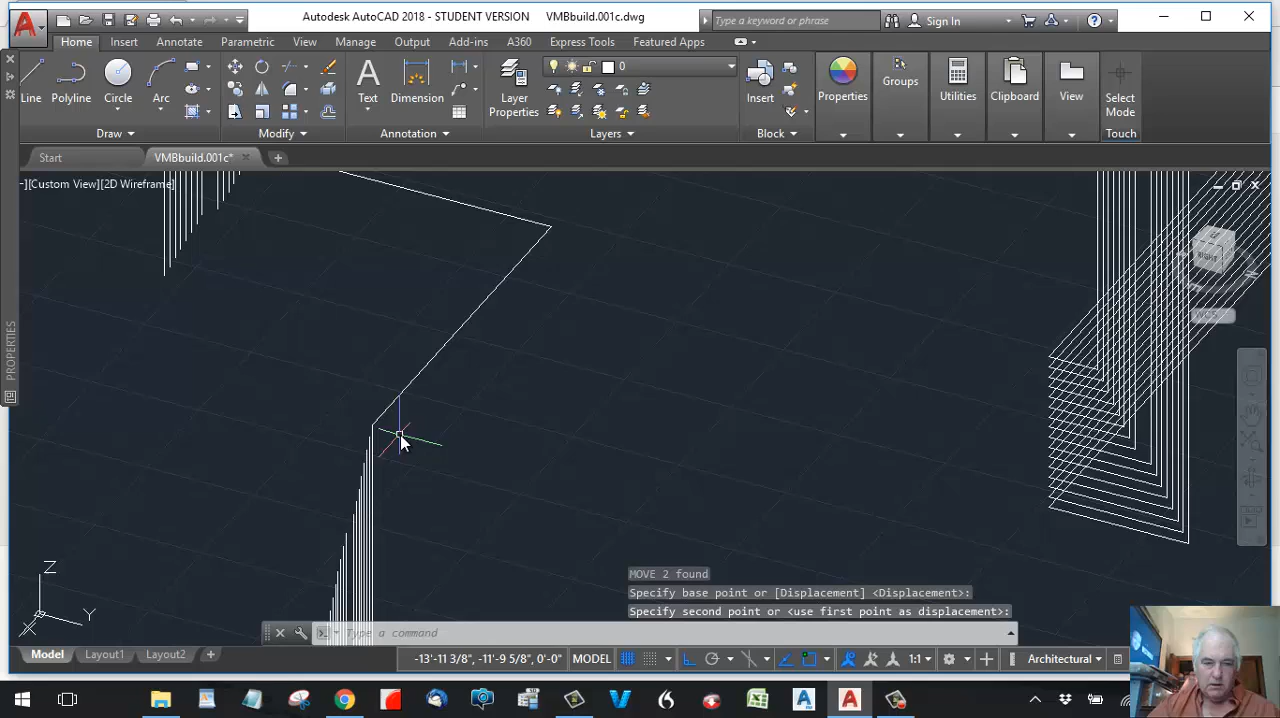 Autodesk AutoCAD 2018 - STUDENT VERSION VMBbuild.001c.dwg
Type a keyword or phrase
Sign In
Home Insert Annotate Parametric View Manage Output Add-ins A360 Express Tools Featured Apps
Line Polyline Circle Arc
Text Dimension
Layer Properties
0
Insert
Properties
Groups
Utilities
Clipboard
View
Select Mode
Draw Modify Annotation Layers Block Touch
Start VMBbuild.001c*
-][Custom View][2D Wireframe]
RIGHT
PROPERTIES
Z
Y
X
MOVE 2 found
Specify base point or [Displacement] <Displacement>:
Specify second point or <use first point as displacement>:
Type a command
Model Layout1 Layout2
-13'-11 3/8", -11'-9 5/8", 0'-0" MODEL
1:1
Architectural